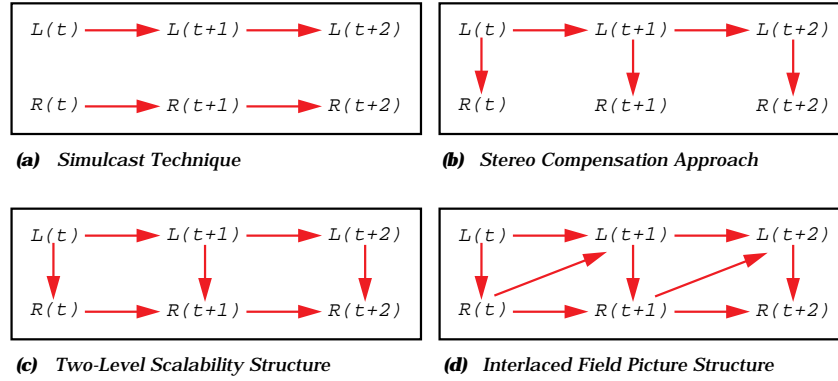 L(t) L(t+1) L(t+2)
R(t) R(t+1) R(t+2)
(a) Simulcast Technique
L(t) L(t+1) L(t+2)
R(t) R(t+1) R(t+2)
(b) Stereo Compensation Approach
L(t) L(t+1) L(t+2)
R(t) R(t+1) R(t+2)
(c) Two-Level Scalability Structure
L(t) L(t+1) L(t+2)
R(t) R(t+1) R(t+2)
(d) Interlaced Field Picture Structure